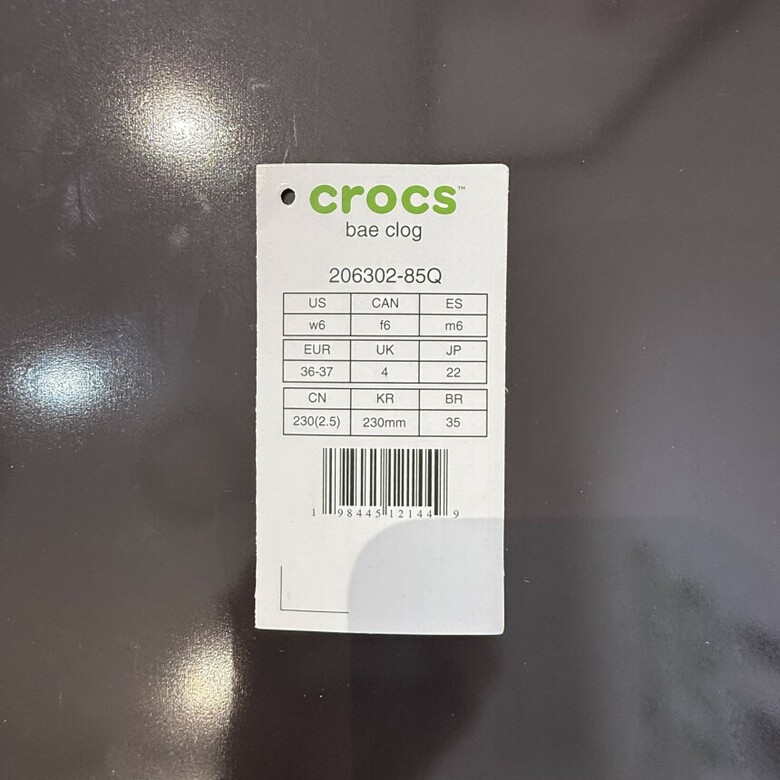 crocs™
bae clog
206302-85Q
US CAN ES
w6 f6 m6
EUR UK JP
36-37 4 22
CN KR BR
230(2.5) 230mm 35
1 98445 12144 9